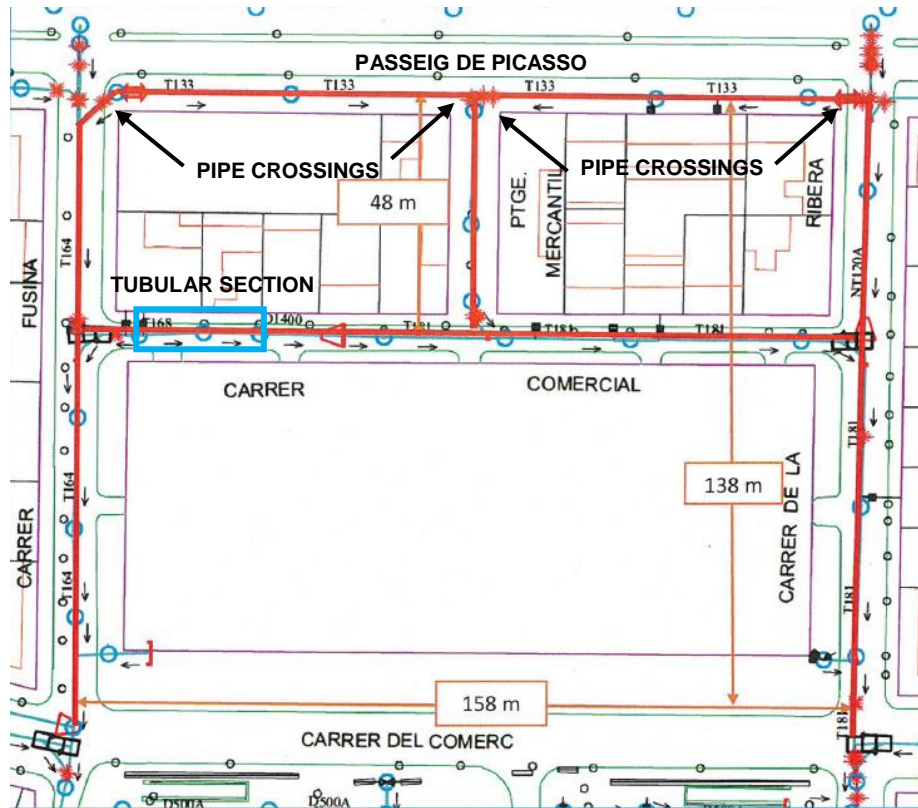 PASSEIG DE PICASSO
T133
T133
T133
T133
PIPE CROSSINGS
PIPE CROSSINGS
48 m
PTGE.
MERCANTIL
RIBERA
T164
FUSINA
NT120A
TUBULAR SECTION
T168
D1400
T181
T181
T181
CARRER
COMERCIAL
T181
138 m
CARRER DE LA
T164
CARRER
T164
T181
158 m
T181
CARRER DEL COMERC
D500A
D500A